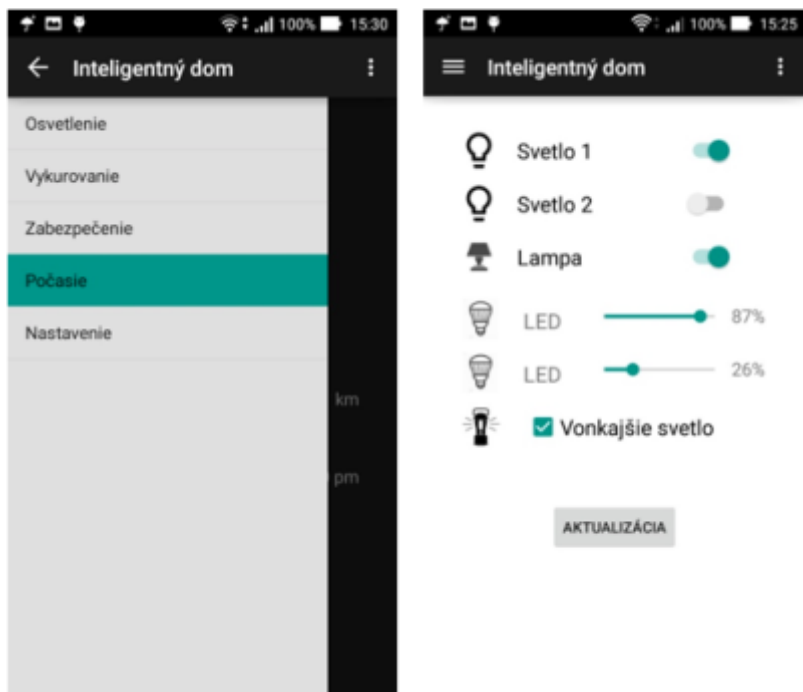 100% 15:30
Inteligentný dom
Osvetlenie
Vykurovanie
Zabezpečenie
Počasie
Nastavenie
km
pm
100% 15:25
Inteligentný dom
Svetlo 1
Svetlo 2
Lampa
LED 87%
LED 26%
Vonkajšie svetlo
AKTUALIZÁCIA